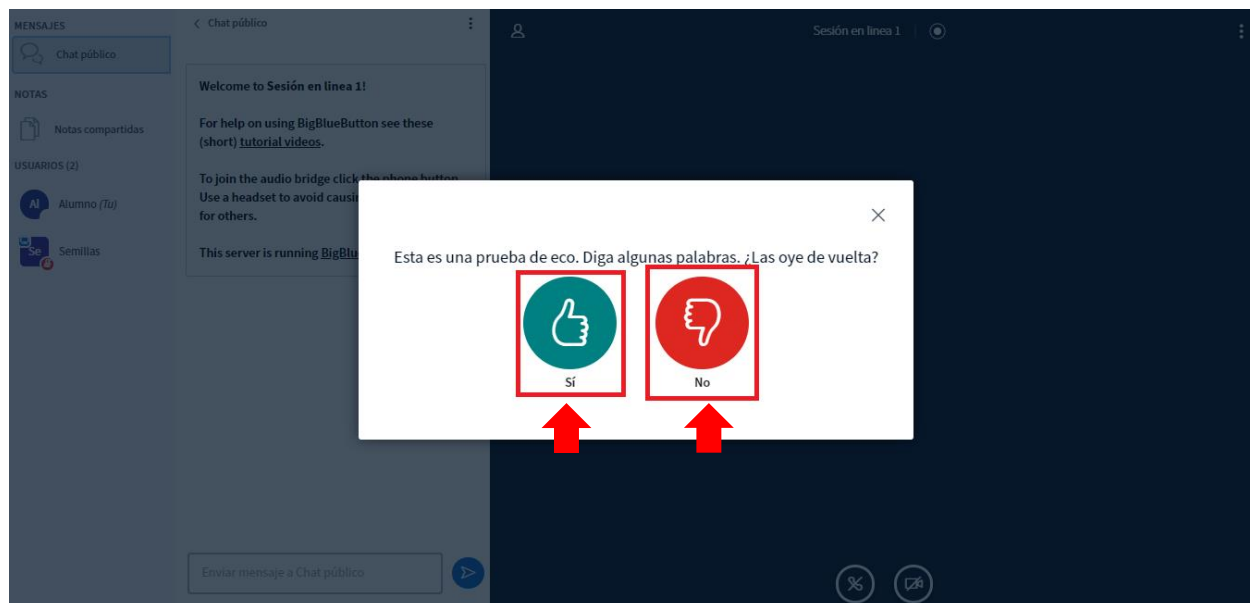 MENSAJES
Chat público
NOTAS
Notas compartidas
USUARIOS (2)
Al Alumno (Tu)
Se Semillas
Chat público
Welcome to Sesión en linea 1!
For help on using BigBlueButton see these
(short) tutorial videos.
To join the audio bridge click the phone button.
Use a headset to avoid causi
for others.
This server is running BigBlu
Enviar mensaje a Chat público
Sesión en linea 1
Esta es una prueba de eco. Diga algunas palabras. ¿Las oye de vuelta?
Sí
No